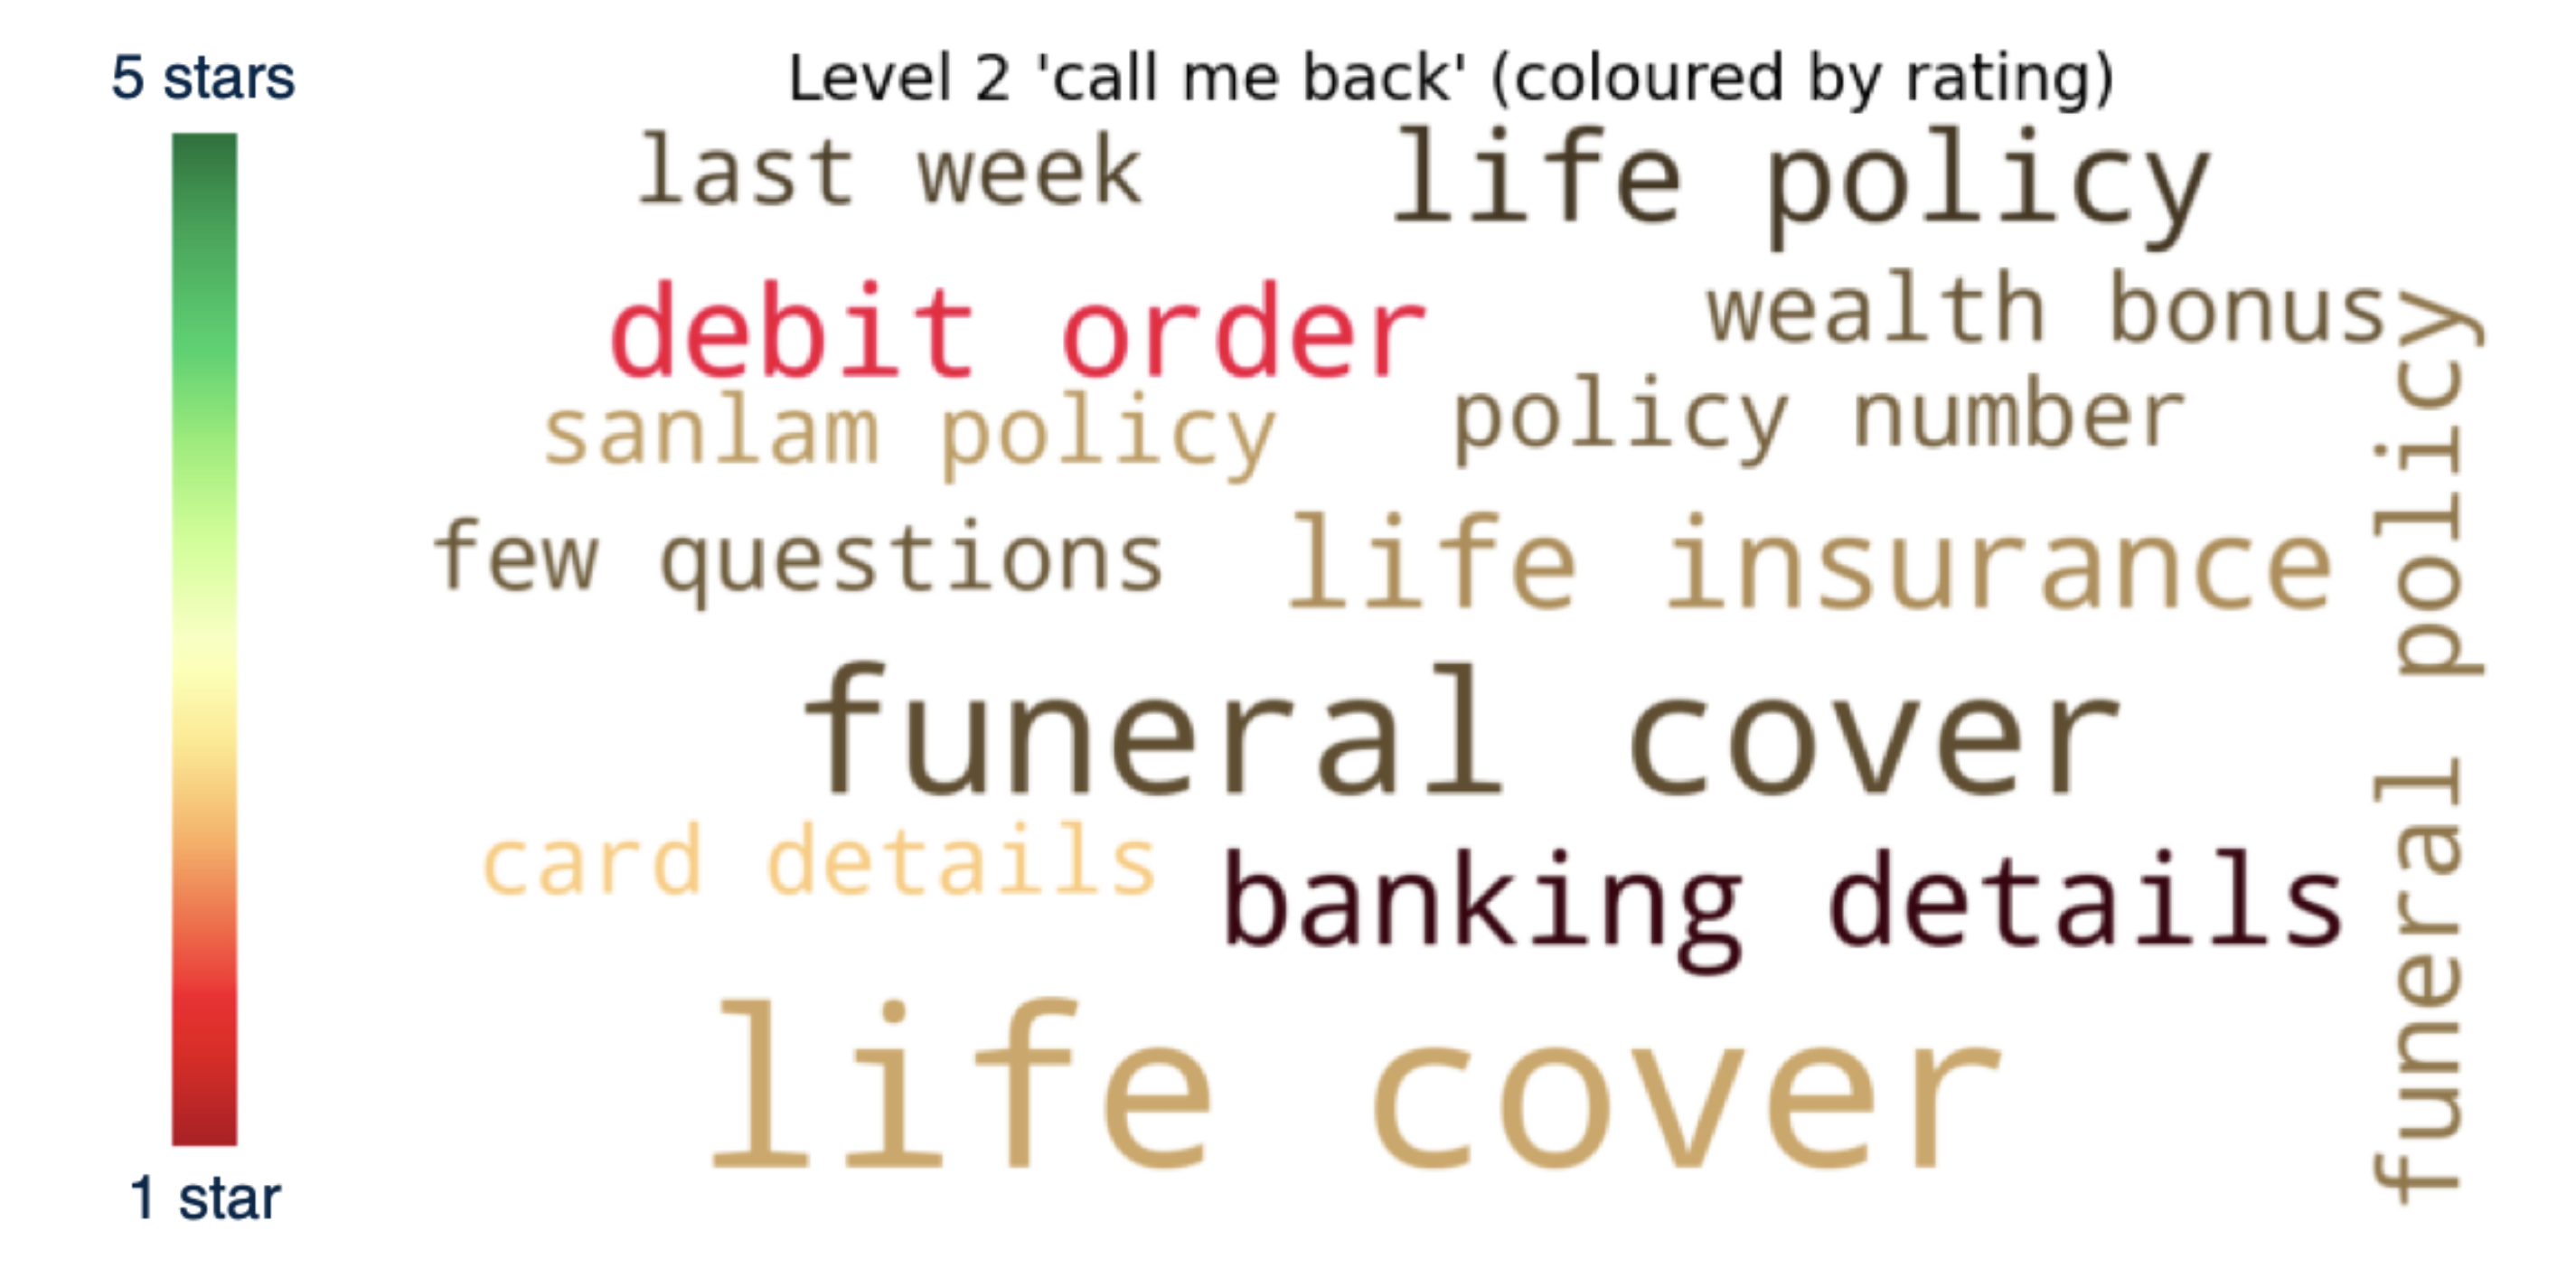 5 stars
Level 2 'call me back' (coloured by rating)
last week
life policy
debit order
wealth bonus
sanlam policy
policy number
few questions
life insurance
funeral policy
funeral cover
card details
banking details
life cover
1 star